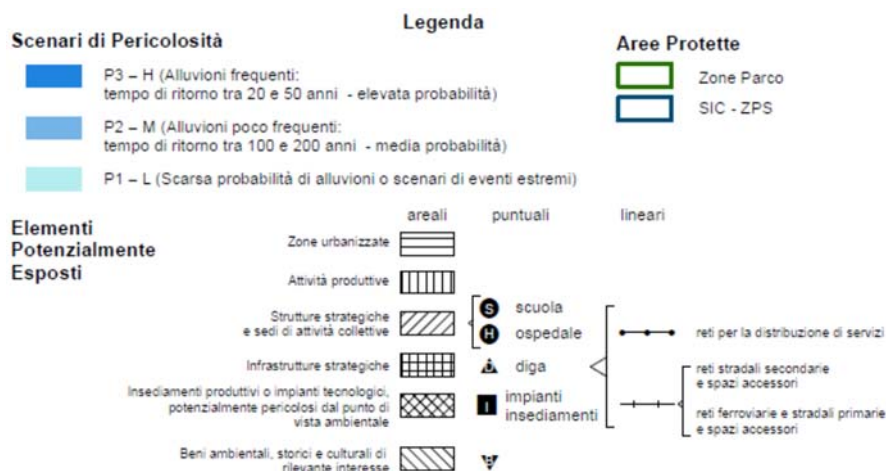 Legenda
Scenari di Pericolosità
P3 – H (Alluvioni frequenti:
tempo di ritorno tra 20 e 50 anni - elevata probabilità)
P2 – M (Alluvioni poco frequenti:
tempo di ritorno tra 100 e 200 anni - media probabilità)
P1 – L (Scarsa probabilità di alluvioni o scenari di eventi estremi)
Aree Protette
Zone Parco
SIC - ZPS
Elementi
Potenzialmente
Esposti
areali puntuali lineari
Zone urbanizzate
Attività produttive
Strutture strategiche
e sedi di attività collettive
S scuola
H ospedale
reti per la distribuzione di servizi
Infrastrutture strategiche
D diga
reti stradali secondarie
e spazi accessori
Insediamenti produttivi o impianti tecnologici,
potenzialmente pericolosi dal punto di
vista ambientale
I impianti
insediamenti
reti ferroviarie e stradali primarie
e spazi accessori
Beni ambientali, storici e culturali di
rilevante interesse
B